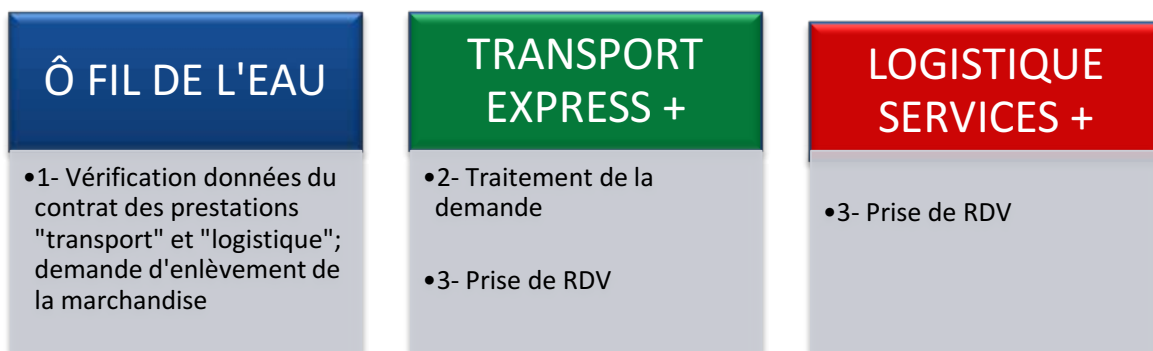 Ô FIL DE L'EAU
•1- Vérification données du
contrat des prestations
"transport" et "logistique";
demande d'enlèvement de
la marchandise
TRANSPORT
EXPRESS +
•2- Traitement de la
demande
•3- Prise de RDV
LOGISTIQUE
SERVICES +
•3- Prise de RDV